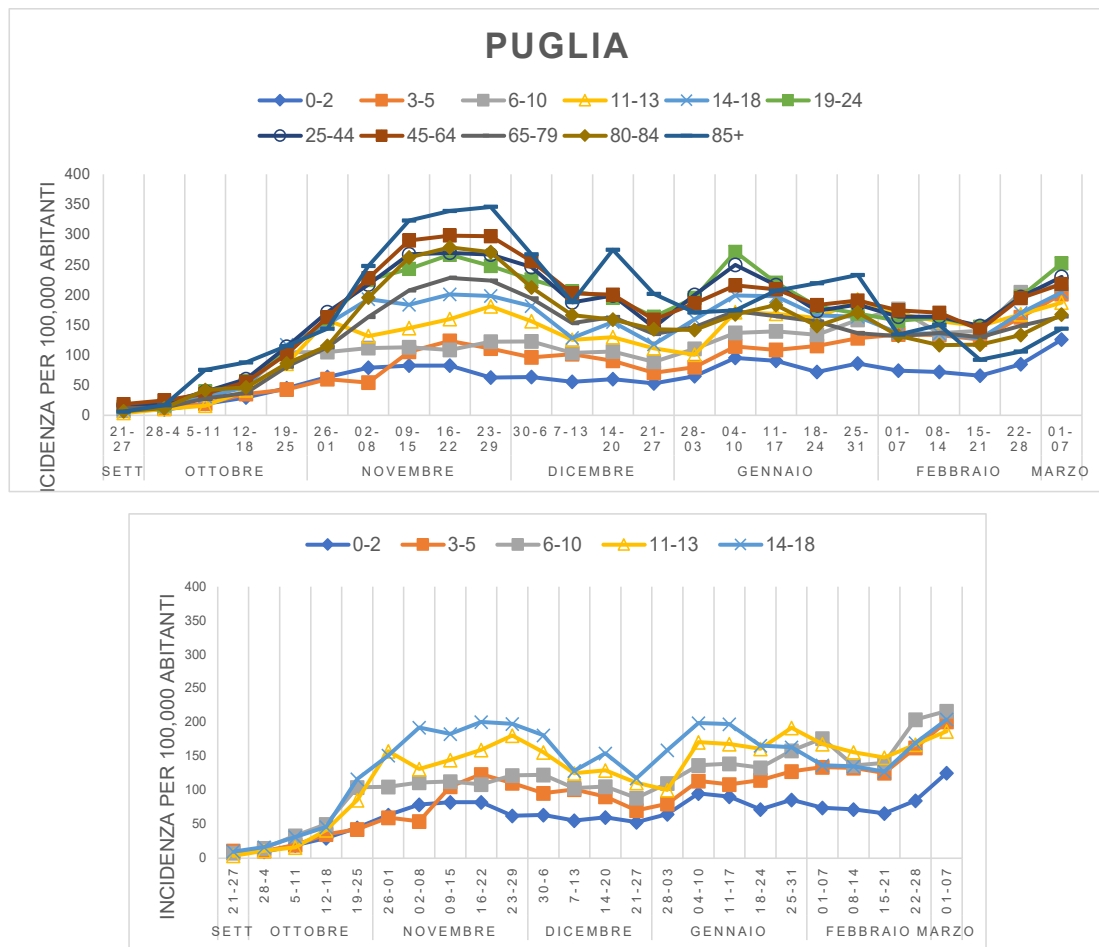 PUGLIA
0-2 3-5 6-10 11-13 14-18 19-24
25-44 45-64 65-79 80-84 85+
ICIDENZA PER 100,000 ABITANTI
400
350
300
250
200
150
100
50
0
21-27 28-4 5-11 12-18 19-25 26-01 02-08 09-15 16-22 23-29 30-6 7-13 14-20 21-27 28-03 04-10 11-17 18-24 25-31 01-07 08-14 15-21 22-28 01-07
SETT OTTOBRE NOVEMBRE DICEMBRE GENNAIO FEBBRAIO MARZO
0-2 3-5 6-10 11-13 14-18
INCIDENZA PER 100,000 ABITANTI
400
350
300
250
200
150
100
50
0
21-27 28-4 5-11 12-18 19-25 26-01 02-08 09-15 16-22 23-29 30-6 7-13 14-20 21-27 28-03 04-10 11-17 18-24 25-31 01-07 08-14 15-21 22-28 01-07
SETT OTTOBRE NOVEMBRE DICEMBRE GENNAIO FEBBRAIO MARZO